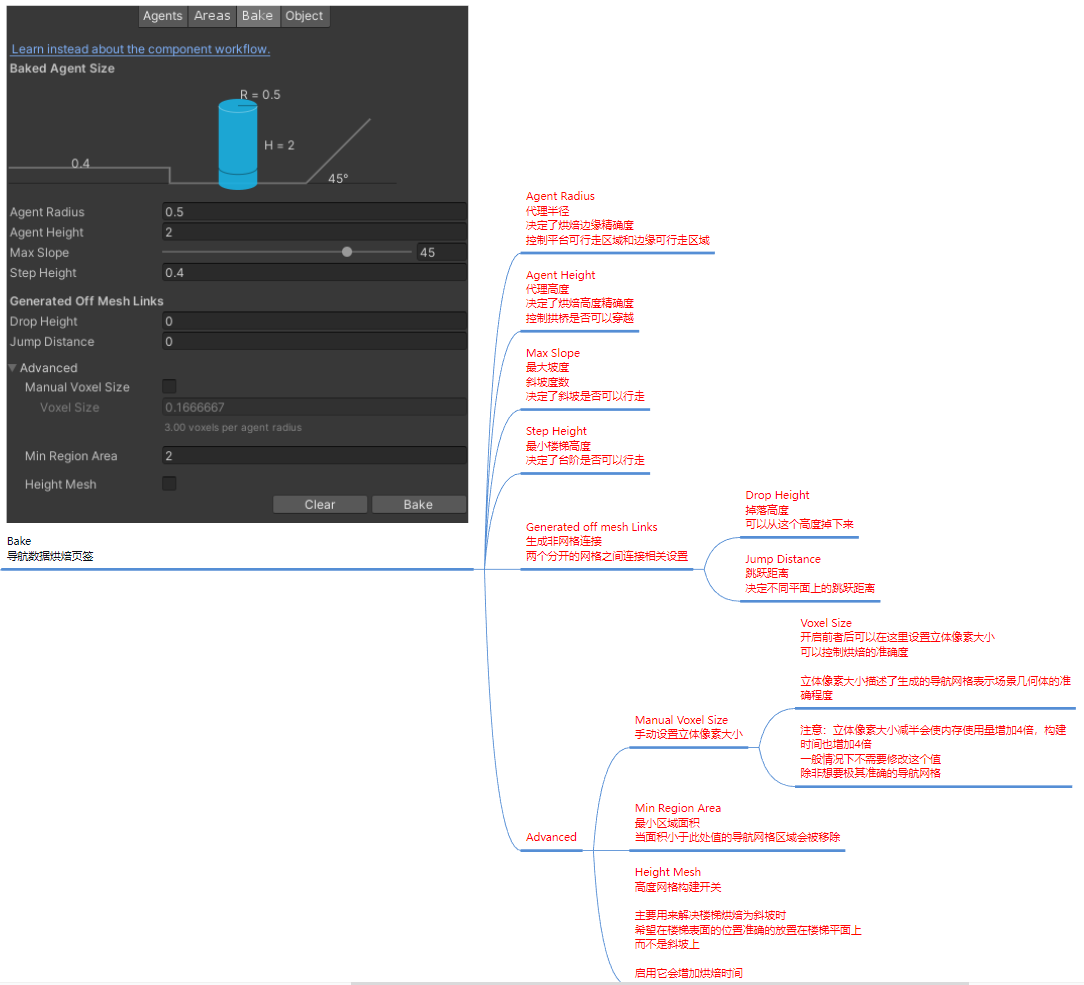 Agents Areas Bake Object
Learn instead about the component workflow.
Baked Agent Size
R = 0.5
H = 2
0.4
45°
Agent Radius 0.5
Agent Height 2
Max Slope 45
Step Height 0.4
Generated Off Mesh Links
Drop Height 0
Jump Distance 0
Advanced
Manual Voxel Size
Voxel Size 0.1666667
3.00 voxels per agent radius
Min Region Area 2
Height Mesh
Clear Bake
Bake
导航数据烘焙页签
Agent Radius
代理半径
决定了烘焙边缘精确度
控制平台可行走区域和边缘可行走区域
Agent Height
代理高度
决定了烘焙高度精确度
控制拱桥是否可以穿越
Max Slope
最大坡度
斜坡度数
决定了斜坡是否可以行走
Step Height
最小楼梯高度
决定了台阶是否可以行走
Generated off mesh Links
生成非网格连接
两个分开的网格之间连接相关设置
Drop Height
掉落高度
可以从这个高度掉下来
Jump Distance
跳跃距离
决定不同平面上的跳跃距离
Advanced
Manual Voxel Size
手动设置立体像素大小
Voxel Size
开启前者后可以在这里设置立体像素大小
可以控制烘焙的准确度
立体像素大小描述了生成的导航网格表示场景几何体的准
确程度
注意：立体像素大小减半会使内存使用量增加4倍，构建
时间也增加4倍
一般情况下不需要修改这个值
除非想要极其准确的导航网格
Min Region Area
最小区域面积
当面积小于此处值的导航网格区域会被移除
Height Mesh
高度网格构建开关
主要用来解决楼梯烘焙为斜坡时
希望在楼梯表面的位置准确的放置在楼梯平面上
而不是斜坡上
启用它会增加烘焙时间